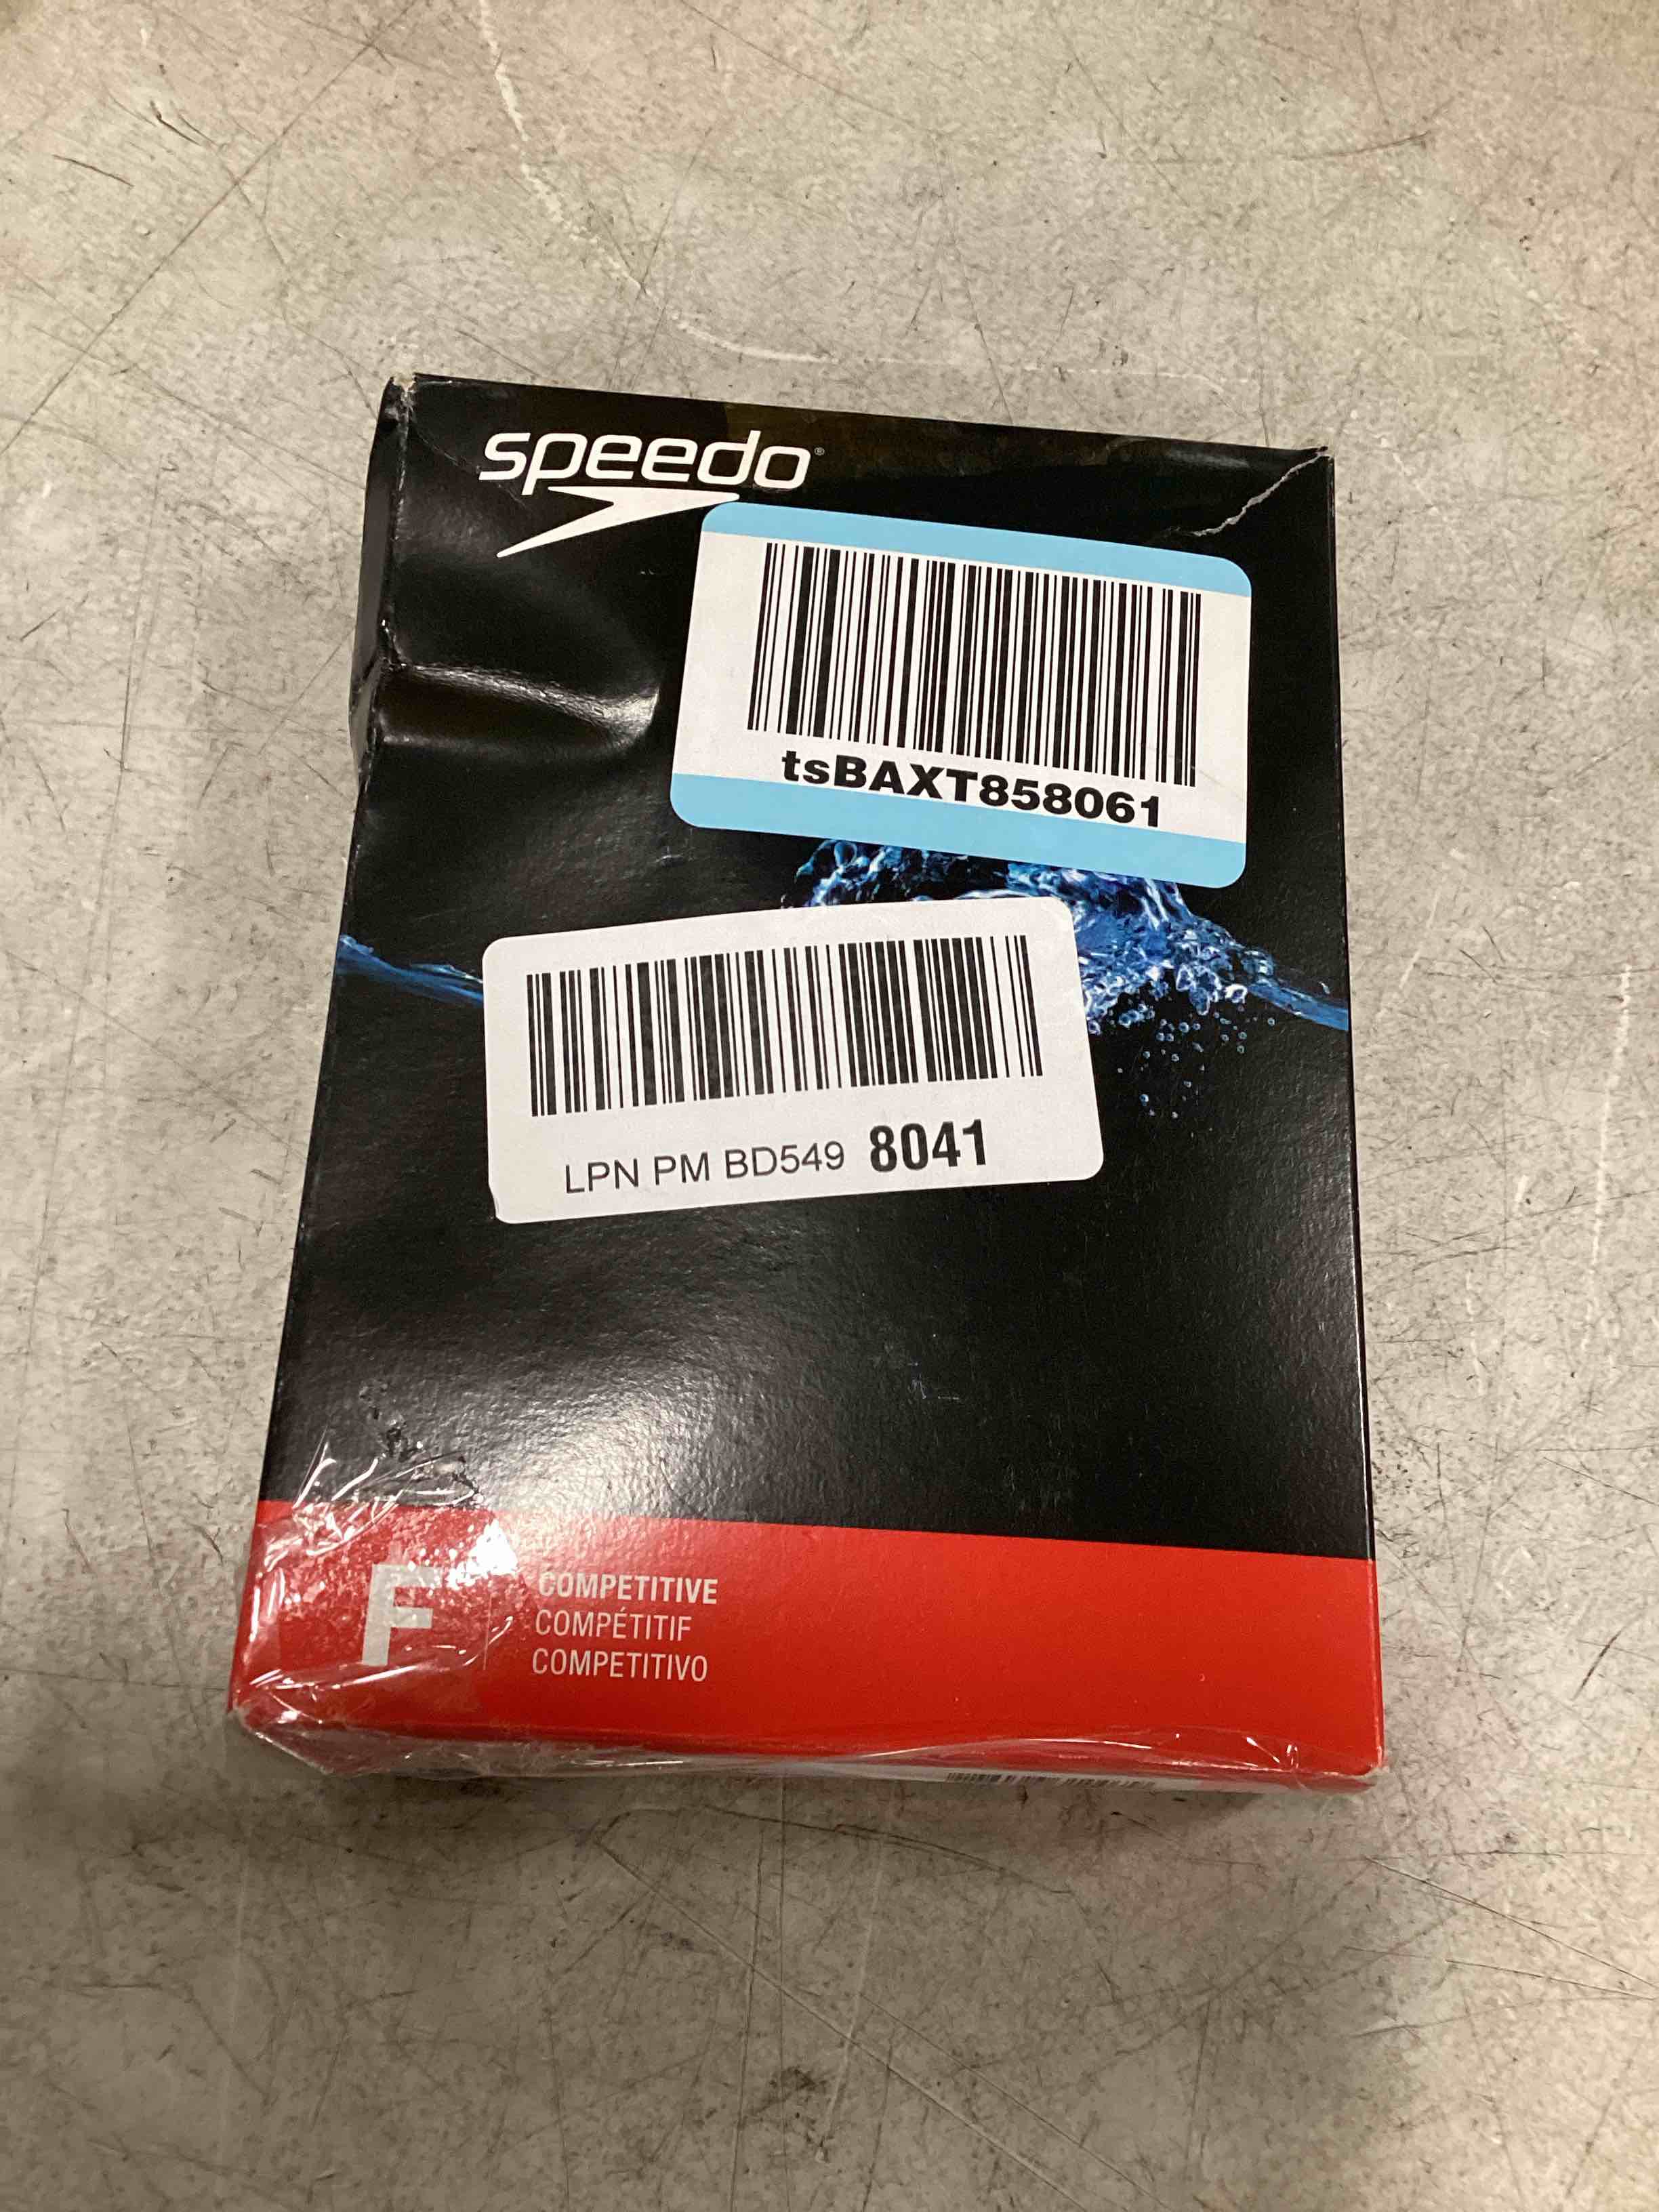 speedo®
tsBAXT858061
LPN PM BD549 8041
F
COMPETITIVE
COMPÉTITIF
COMPETITIVO